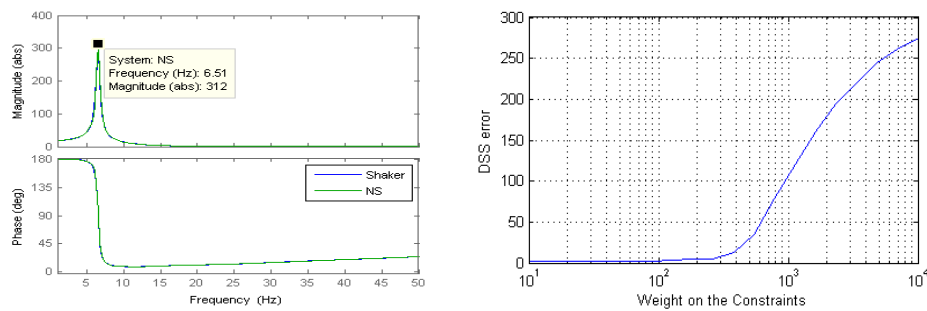 400
300
200
100
0
Magnitude (abs)
System: NS
Frequency (Hz): 6.51
Magnitude (abs): 312
180
135
90
45
0
Phase (deg)
Shaker
NS
5 10 15 20 25 30 35 40 45 50
Frequency (Hz)
300
250
200
150
100
50
0
DSS error
10^1 10^2 10^3 10^4
Weight on the Constraints